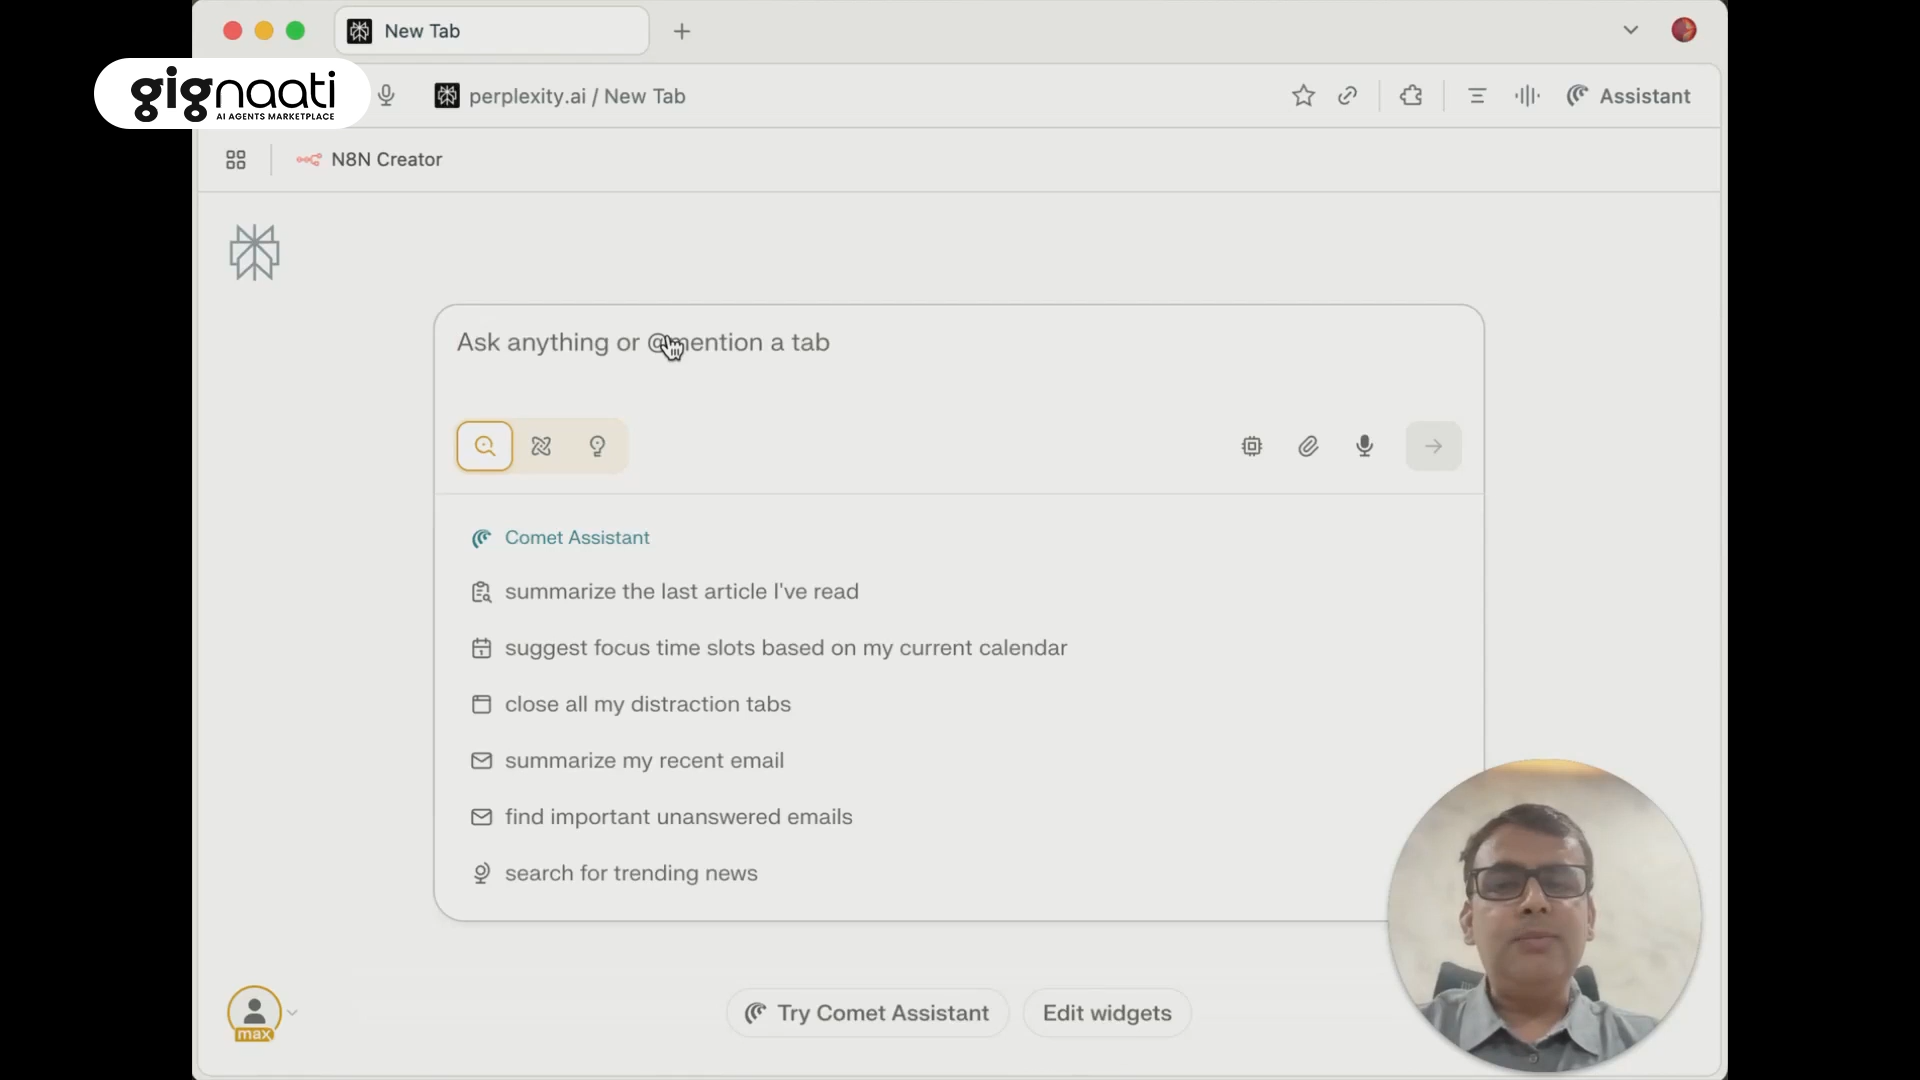 New Tab
gignaati
AI AGENTS MARKETPLACE
perplexity.ai / New Tab
Assistant
N8N Creator
Ask anything or @mention a tab
Comet Assistant
summarize the last article I've read
suggest focus time slots based on my current calendar
close all my distraction tabs
summarize my recent email
find important unanswered emails
search for trending news
max
Try Comet Assistant
Edit widgets